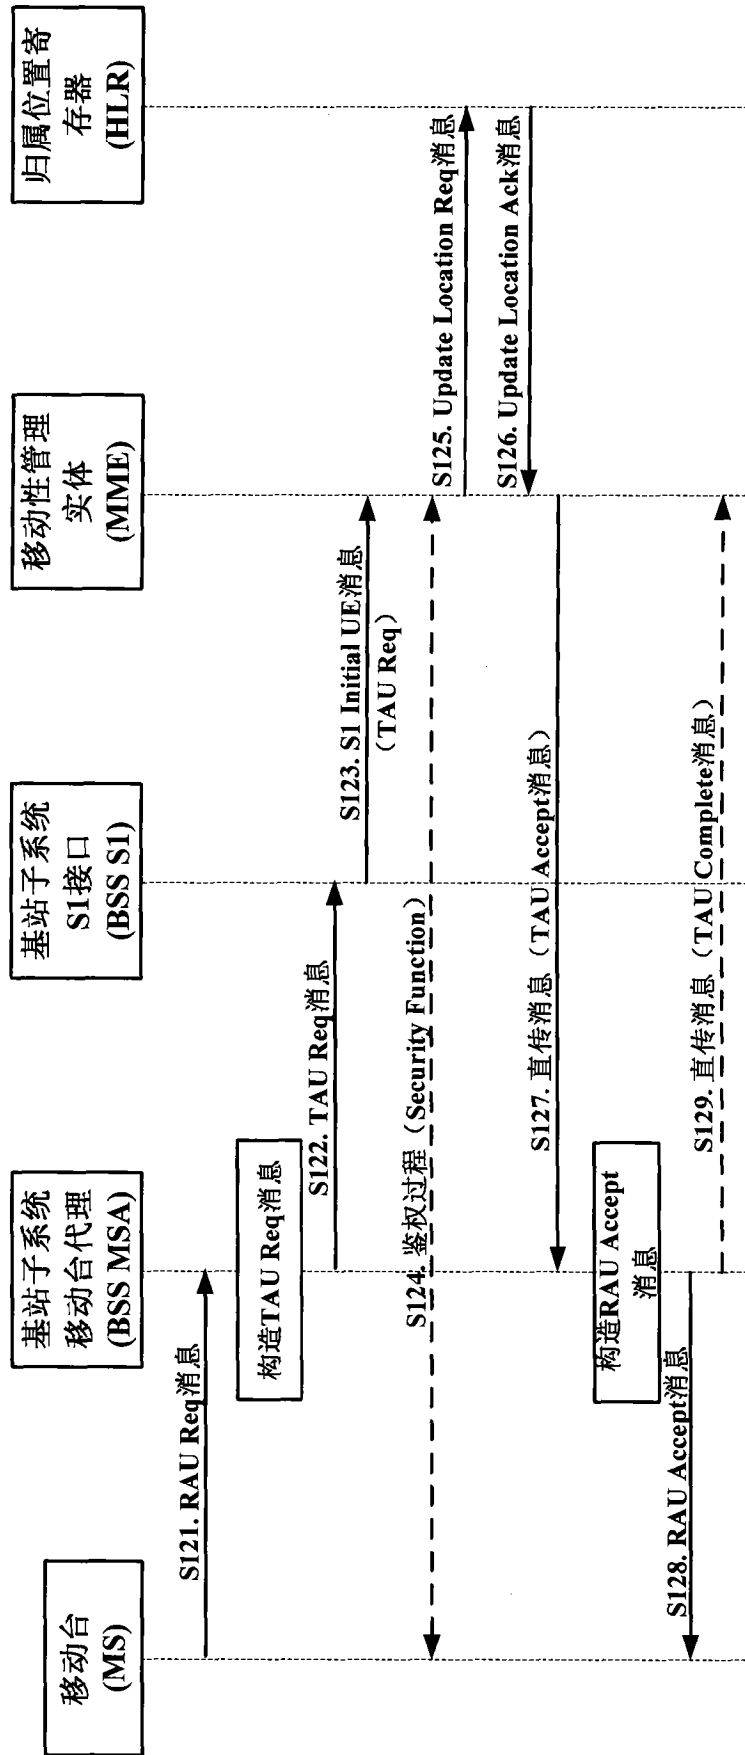 移动台
(MS)
基站子系统
移动台代理
(BSS MSA)
基站子系统
S1接口
(BSS S1)
移动性管理
实体
(MME)
归属位置寄
存器
(HLR)
S121. RAU Req消息
构造TAU Req消息
S122. TAU Req消息
S123. S1 Initial UE消息
（TAU Req）
S124. 鉴权过程（Security Function）
S125. Update Location Req消息
S126. Update Location Ack消息
S127. 直传消息（TAU Accept消息）
构造RAU Accept
消息
S128. RAU Accept消息
S129. 直传消息（TAU Complete消息）